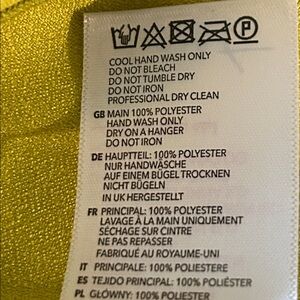 P
COOL HAND WASH ONLY
DO NOT BLEACH
DO NOT TUMBLE DRY
DO NOT IRON
PROFESSIONAL DRY CLEAN
GB MAIN 100% POLYESTER
HAND WASH ONLY
DRY ON A HANGER
DO NOT IRON
DE HAUPTTEIL: 100% POLYESTER
NUR HANDWÄSCHE
AUF EINEM BÜGEL TROCKNEN
NICHT BÜGELN
IN UK HERGESTELLT
FR PRINCIPAL: 100% POLYESTER
LAVAGE À LA MAIN UNIQUEMENT
SÉCHAGE SUR CINTRE
NE PAS REPASSER
FABRIQUÉ AU ROYAUME-UNI
IT PRINCIPALE: 100% POLIESTERE
ES TEJIDO PRINCIPAL: 100% POLIÉSTER
PL GŁÓWNY: 100% POLIESTER